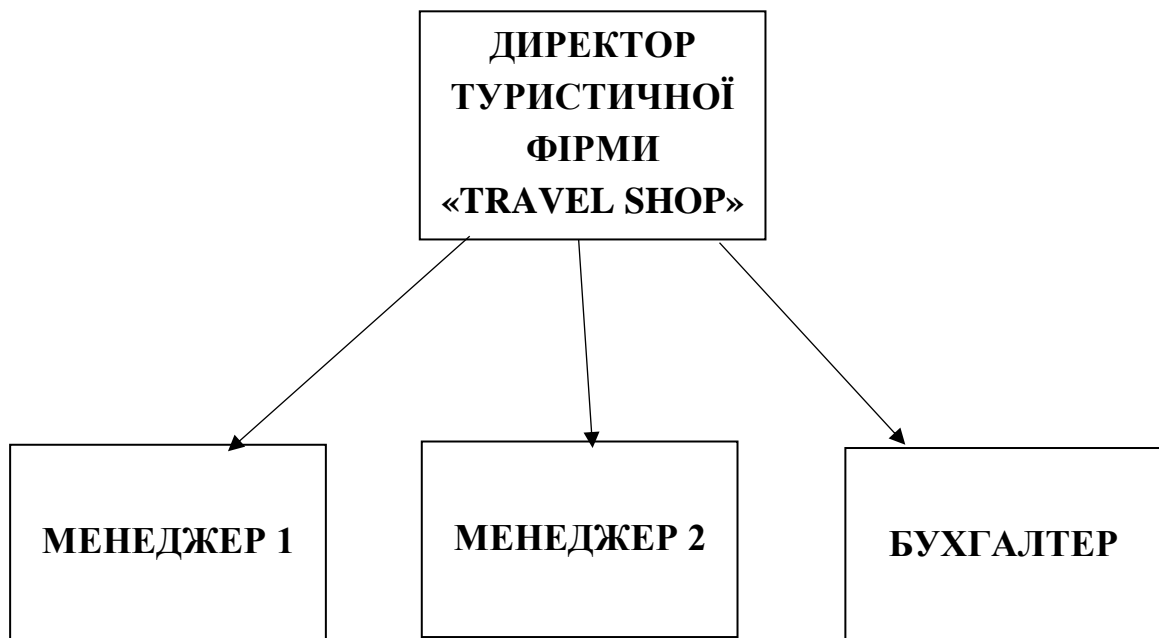 ДИРЕКТОР
ТУРИСТИЧНОЇ
ФІРМИ
«TRAVEL SHOP»
МЕНЕДЖЕР 1
МЕНЕДЖЕР 2
БУХГАЛТЕР